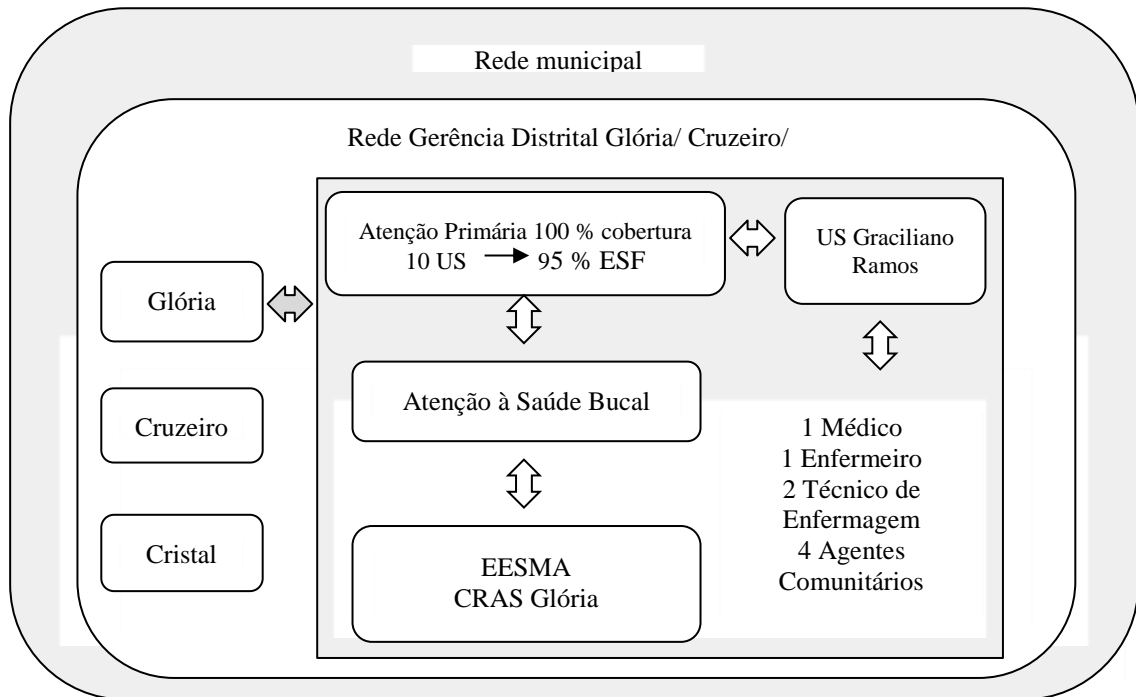 Rede municipal
Rede Gerência Distrital Glória/ Cruzeiro/
Atenção Primária 100 % cobertura
10 US 95 % ESF
US Graciliano
Ramos
Glória
Atenção à Saúde Bucal
Cruzeiro
1 Médico
1 Enfermeiro
2 Técnico de
Enfermagem
4 Agentes
Comunitários
Cristal
EESMA
CRAS Glória